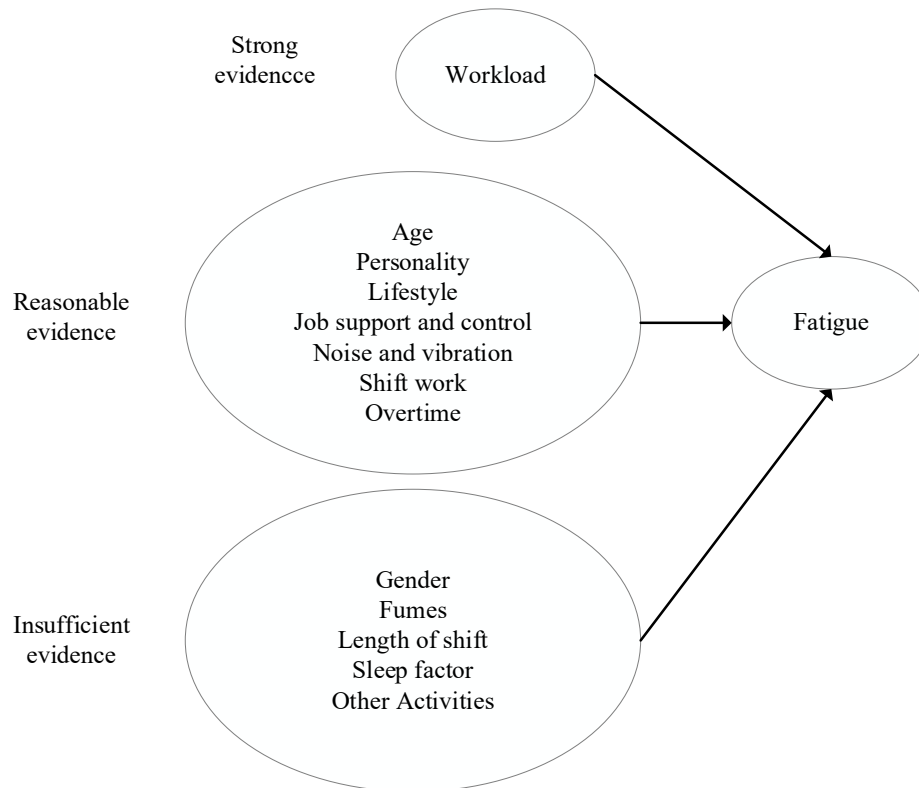 Strong
evidencce
Workload
Age
Personality
Lifestyle
Job support and control
Noise and vibration
Shift work
Overtime
Reasonable
evidence
Fatigue
Gender
Fumes
Length of shift
Sleep factor
Other Activities
Insufficient
evidence